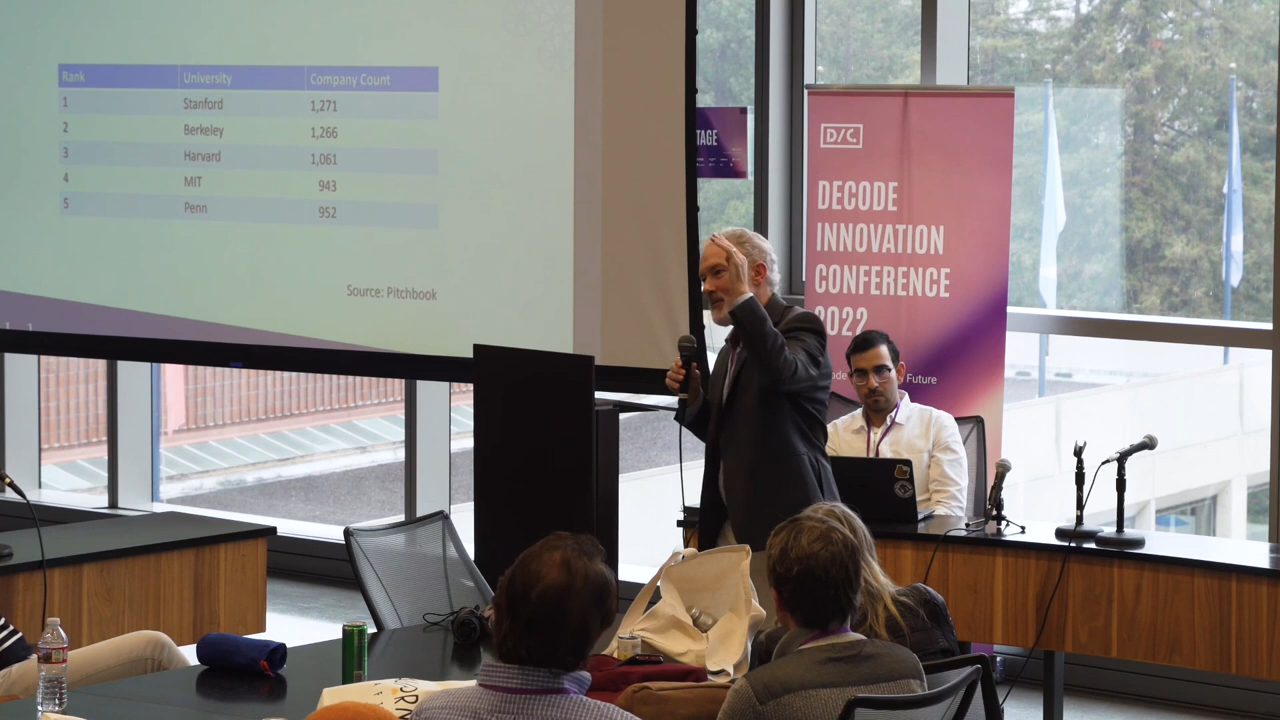 Rank University Company Count
1 Stanford 1,271
2 Berkeley 1,266
3 Harvard 1,061
4 MIT 943
5 Penn 952
Source: Pitchbook
TAGE
D/C.
DECODE
INNOVATION
CONFERENCE
2022
Future